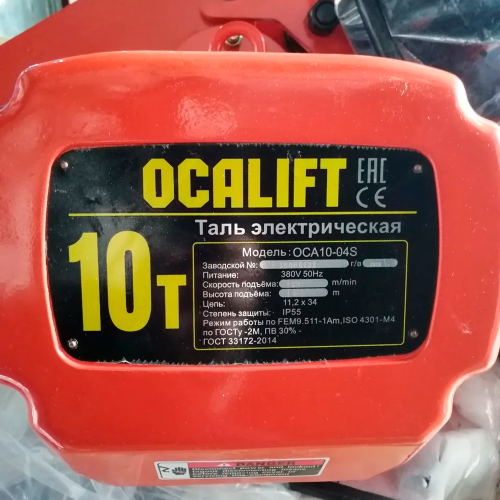 OCALIFT EAC CE
Таль электрическая
10т
Модель: OCA10-04S
Заводской №: г/в
Питание: 380V 50Hz
Скорость подъёма: m/min
Высота подъёма: m
Цепь: 11,2 x 34
Степень защиты: IP55
Режим работы по FEM9.511-1Am,ISO 4301-M4
по ГОСТу -2М, ПВ 30% -
ГОСТ 33172-2014
DANGER